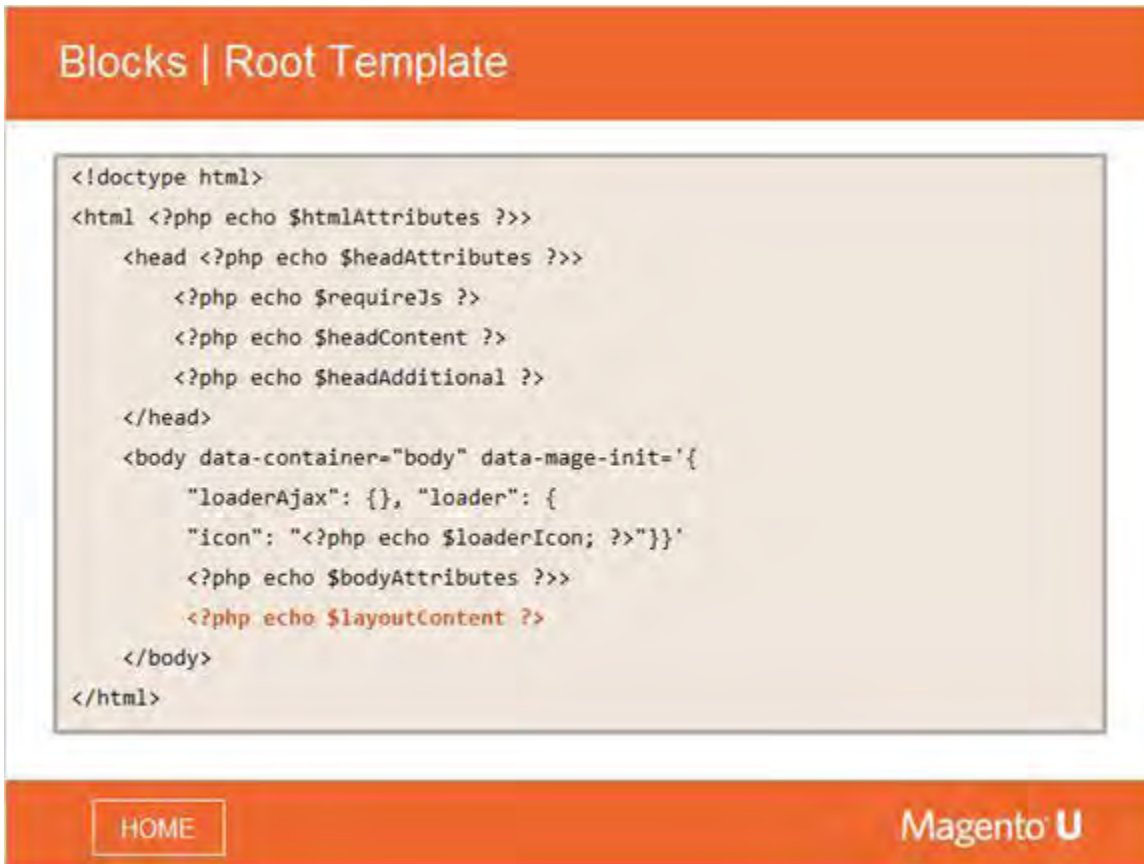 Blocks | Root Template
<!doctype html>
<html <?php echo $htmlAttributes ?>>
<head <?php echo $headAttributes ?>>
<?php echo $requireJs ?>
<?php echo $headContent ?>
<?php echo $headAdditional ?>
</head>
<body data-container="body" data-mage-init='{
"loaderAjax": {}, "loader": {
"icon": "<?php echo $loaderIcon; ?>"}}'
<?php echo $bodyAttributes ?>>
<?php echo $layoutContent ?>
</body>
</html>
HOME
Magento U